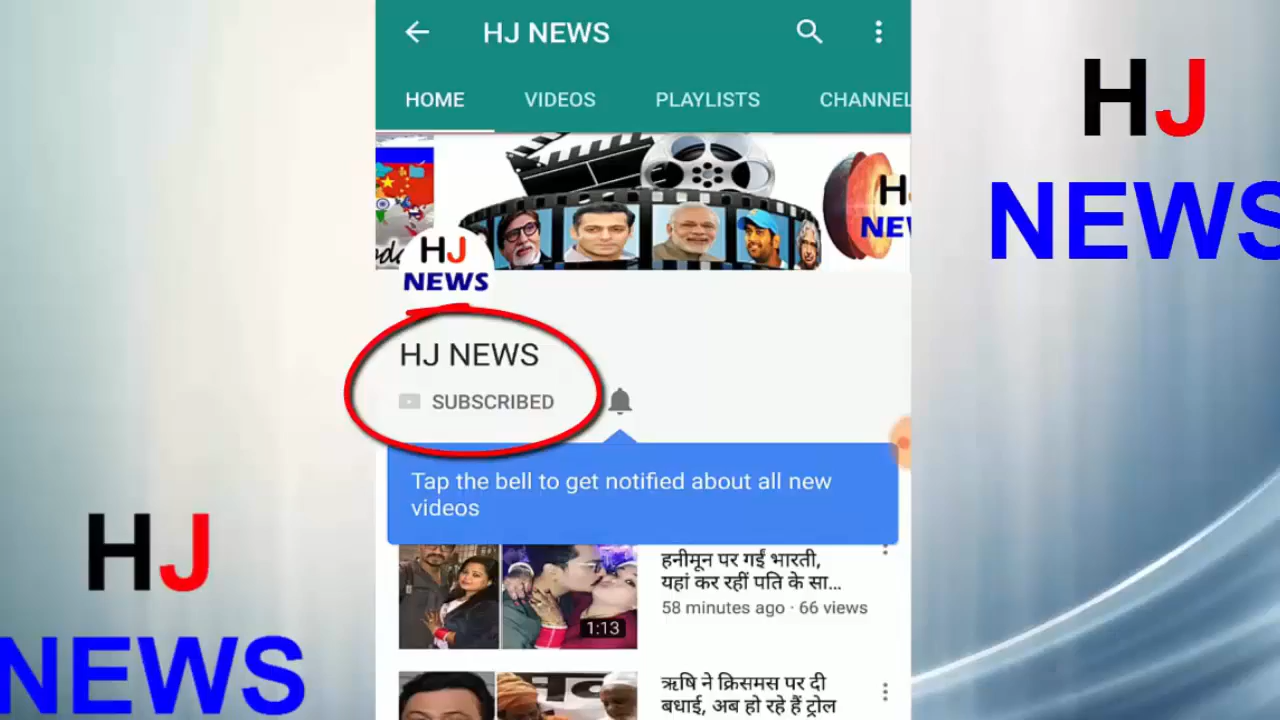 HJ NEWS
HOME VIDEOS PLAYLISTS CHANNEL
HJ
NEWS
HJ
NEWS
HJ NEWS
SUBSCRIBED
Tap the bell to get notified about all new
videos
हनीमून पर गईं भारती,
यहां कर रहीं पति के सा...
58 minutes ago · 66 views
1:13
ऋषि ने क्रिसमस पर दी
बधाई, अब हो रहे हैं ट्रोल
HJ
NEWS
HJ
NEWS